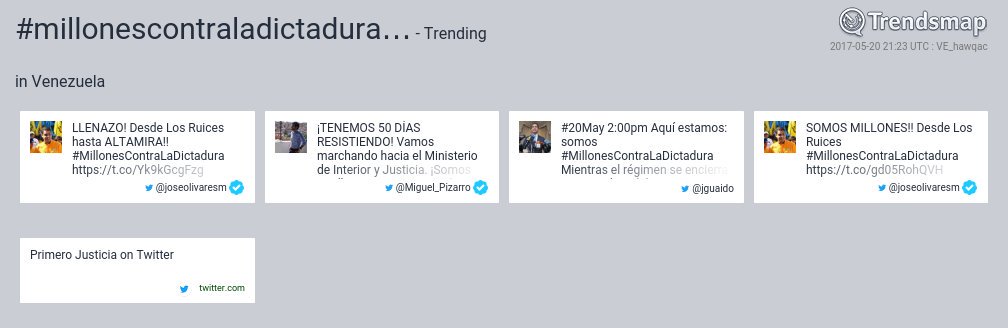 #millonescontraladictadura... - Trending
Trendsmap
2017-05-20 21:23 UTC : VE_hawqac
in Venezuela
LLENAZO! Desde Los Ruices
hasta ALTAMIRA!!
#MillonesContraLaDictadura
https://t.co/Yk9kGcgFzg
@joseolivaresm
¡TENEMOS 50 DÍAS
RESISTIENDO! Vamos
marchando hacia el Ministerio
de Interior y Justicia. ¡Somos
@Miguel_Pizarro
#20May 2:00pm Aquí estamos:
somos
#MillonesContraLaDictadura
Mientras el régimen se encierra
@jguaido
SOMOS MILLONES!! Desde Los
Ruices
#MillonesContraLaDictadura
https://t.co/gd05RohQVH
@joseolivaresm
Primero Justicia on Twitter
twitter.com